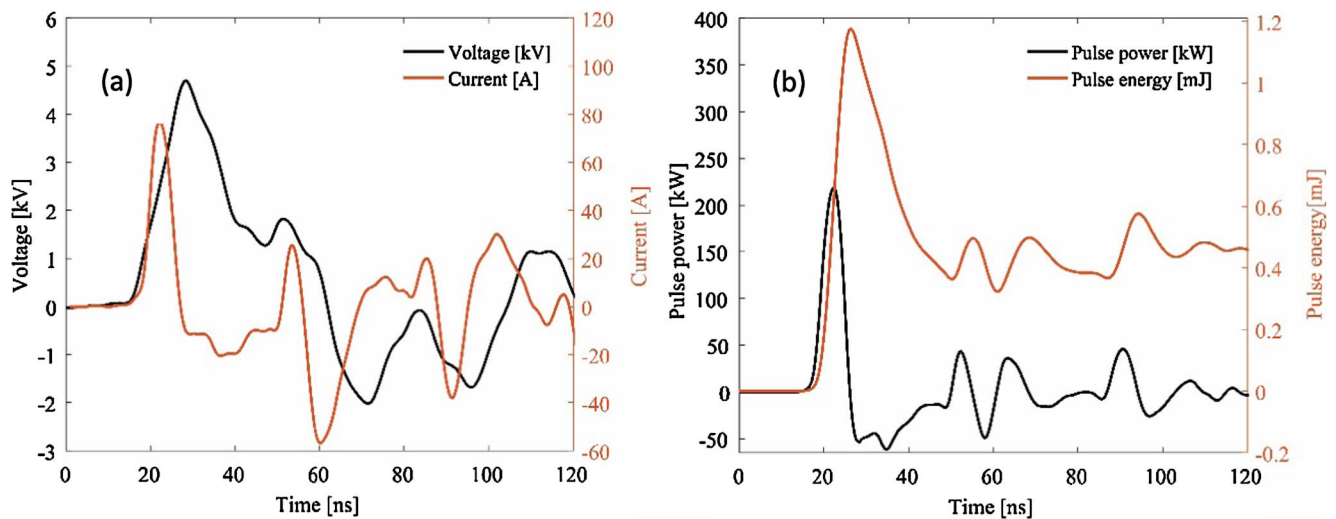 (a)
Voltage [kV]
Current [A]
6
5
4
3
2
1
0
-1
-2
-3
Voltage [kV]
120
100
80
60
40
20
0
-20
-40
-60
Current [A]
0 20 40 60 80 100 120
Time [ns]
(b)
Pulse power [kW]
Pulse energy [mJ]
400
350
300
250
200
150
100
50
0
-50
Pulse power [kW]
1.2
1
0.8
0.6
0.4
0.2
0
-0.2
Pulse energy[mJ]
0 20 40 60 80 100 120
Time [ns]